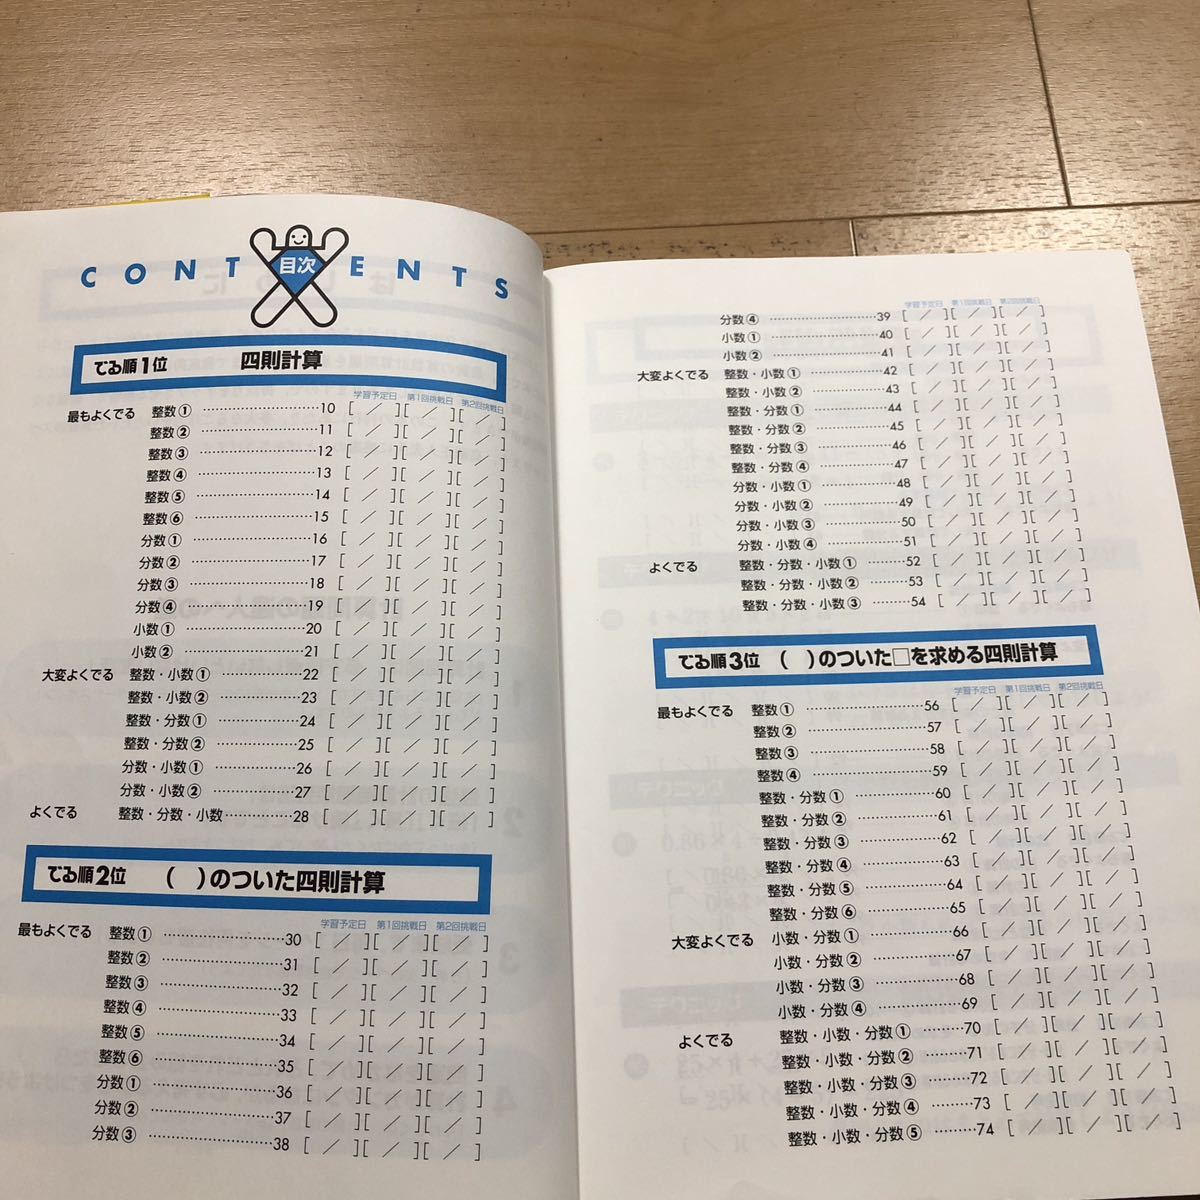 CONTENTS
目次
でる順1位 四則計算
学習予定日 第1回挑戦日 第2回挑戦日
最もよくでる 整数① ……………………10 [ ／ ][ ／ ][ ／ ]
整数② ……………………11 [ ／ ][ ／ ][ ／ ]
整数③ ……………………12 [ ／ ][ ／ ][ ／ ]
整数④ ……………………13 [ ／ ][ ／ ][ ／ ]
整数⑤ ……………………14 [ ／ ][ ／ ][ ／ ]
整数⑥ ……………………15 [ ／ ][ ／ ][ ／ ]
分数① ……………………16 [ ／ ][ ／ ][ ／ ]
分数② ……………………17 [ ／ ][ ／ ][ ／ ]
分数③ ……………………18 [ ／ ][ ／ ][ ／ ]
分数④ ……………………19 [ ／ ][ ／ ][ ／ ]
小数① ……………………20 [ ／ ][ ／ ][ ／ ]
小数② ……………………21 [ ／ ][ ／ ][ ／ ]
大変よくでる 整数・小数① ……………22 [ ／ ][ ／ ][ ／ ]
整数・小数② ……………23 [ ／ ][ ／ ][ ／ ]
整数・分数① ……………24 [ ／ ][ ／ ][ ／ ]
整数・分数② ……………25 [ ／ ][ ／ ][ ／ ]
分数・小数① ……………26 [ ／ ][ ／ ][ ／ ]
分数・小数② ……………27 [ ／ ][ ／ ][ ／ ]
よくでる 整数・分数・小数 …………28 [ ／ ][ ／ ][ ／ ]
でる順2位 ( )のついた四則計算
学習予定日 第1回挑戦日 第2回挑戦日
最もよくでる 整数① ……………………30 [ ／ ][ ／ ][ ／ ]
整数② ……………………31 [ ／ ][ ／ ][ ／ ]
整数③ ……………………32 [ ／ ][ ／ ][ ／ ]
整数④ ……………………33 [ ／ ][ ／ ][ ／ ]
整数⑤ ……………………34 [ ／ ][ ／ ][ ／ ]
整数⑥ ……………………35 [ ／ ][ ／ ][ ／ ]
分数① ……………………36 [ ／ ][ ／ ][ ／ ]
分数② ……………………37 [ ／ ][ ／ ][ ／ ]
分数③ ……………………38 [ ／ ][ ／ ][ ／ ]
学習予定日 第1回挑戦日 第2回挑戦日
分数④ ……………………39 [ ／ ][ ／ ][ ／ ]
小数① ……………………40 [ ／ ][ ／ ][ ／ ]
小数② ……………………41 [ ／ ][ ／ ][ ／ ]
大変よくでる 整数・小数① ……………42 [ ／ ][ ／ ][ ／ ]
整数・小数② ……………43 [ ／ ][ ／ ][ ／ ]
整数・分数① ……………44 [ ／ ][ ／ ][ ／ ]
整数・分数② ……………45 [ ／ ][ ／ ][ ／ ]
整数・分数③ ……………46 [ ／ ][ ／ ][ ／ ]
整数・分数④ ……………47 [ ／ ][ ／ ][ ／ ]
分数・小数① ……………48 [ ／ ][ ／ ][ ／ ]
分数・小数② ……………49 [ ／ ][ ／ ][ ／ ]
分数・小数③ ……………50 [ ／ ][ ／ ][ ／ ]
分数・小数④ ……………51 [ ／ ][ ／ ][ ／ ]
よくでる 整数・分数・小数① ………52 [ ／ ][ ／ ][ ／ ]
整数・分数・小数② ………53 [ ／ ][ ／ ][ ／ ]
整数・分数・小数③ ………54 [ ／ ][ ／ ][ ／ ]
でる順3位 ( )のついた□を求める四則計算
学習予定日 第1回挑戦日 第2回挑戦日
最もよくでる 整数① ……………………56 [ ／ ][ ／ ][ ／ ]
整数② ……………………57 [ ／ ][ ／ ][ ／ ]
整数③ ……………………58 [ ／ ][ ／ ][ ／ ]
整数④ ……………………59 [ ／ ][ ／ ][ ／ ]
整数・分数① ……………60 [ ／ ][ ／ ][ ／ ]
整数・分数② ……………61 [ ／ ][ ／ ][ ／ ]
整数・分数③ ……………62 [ ／ ][ ／ ][ ／ ]
整数・分数④ ……………63 [ ／ ][ ／ ][ ／ ]
整数・分数⑤ ……………64 [ ／ ][ ／ ][ ／ ]
整数・分数⑥ ……………65 [ ／ ][ ／ ][ ／ ]
大変よくでる 小数・分数① ……………66 [ ／ ][ ／ ][ ／ ]
小数・分数② ……………67 [ ／ ][ ／ ][ ／ ]
小数・分数③ ……………68 [ ／ ][ ／ ][ ／ ]
小数・分数④ ……………69 [ ／ ][ ／ ][ ／ ]
よくでる 整数・小数・分数① ………70 [ ／ ][ ／ ][ ／ ]
整数・小数・分数② ………71 [ ／ ][ ／ ][ ／ ]
整数・小数・分数③ ………72 [ ／ ][ ／ ][ ／ ]
整数・小数・分数④ ………73 [ ／ ][ ／ ][ ／ ]
整数・小数・分数⑤ ………74 [ ／ ][ ／ ][ ／ ]